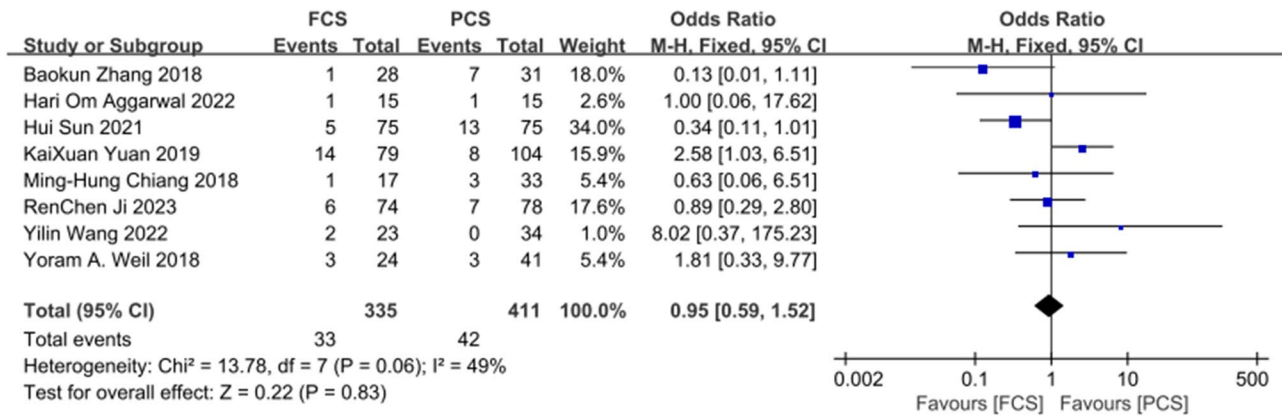 FCS PCS Odds Ratio Odds Ratio
Study or Subgroup Events Total Events Total Weight M-H, Fixed, 95% CI M-H, Fixed, 95% CI
Baokun Zhang 2018 1 28 7 31 18.0% 0.13 [0.01, 1.11]
Hari Om Aggarwal 2022 1 15 1 15 2.6% 1.00 [0.06, 17.62]
Hui Sun 2021 5 75 13 75 34.0% 0.34 [0.11, 1.01]
KaiXuan Yuan 2019 14 79 8 104 15.9% 2.58 [1.03, 6.51]
Ming-Hung Chiang 2018 1 17 3 33 5.4% 0.63 [0.06, 6.51]
RenChen Ji 2023 6 74 7 78 17.6% 0.89 [0.29, 2.80]
Yilin Wang 2022 2 23 0 34 1.0% 8.02 [0.37, 175.23]
Yoram A. Weil 2018 3 24 3 41 5.4% 1.81 [0.33, 9.77]
Total (95% CI) 335 411 100.0% 0.95 [0.59, 1.52]
Total events 33 42
Heterogeneity: Chi² = 13.78, df = 7 (P = 0.06); I² = 49%
Test for overall effect: Z = 0.22 (P = 0.83)
0.002 0.1 1 10 500
Favours [FCS] Favours [PCS]